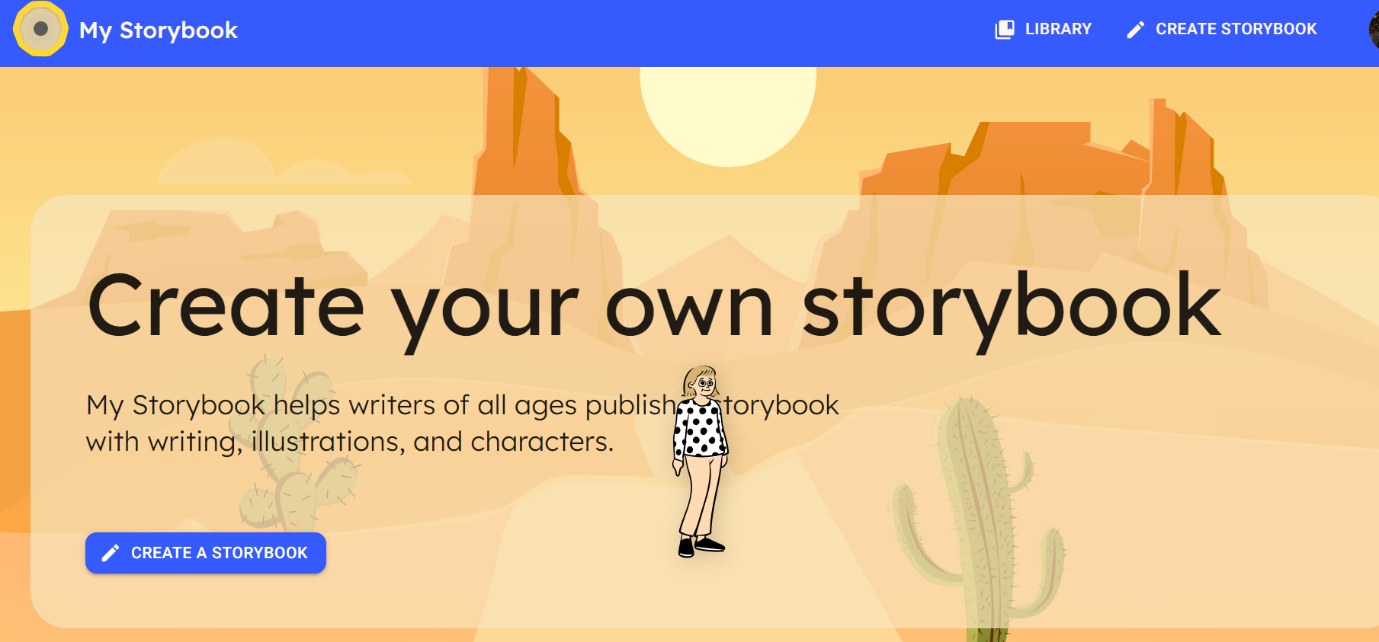 My Storybook
LIBRARY
CREATE STORYBOOK
Create your own storybook
My Storybook helps writers of all ages publish storybook
with writing, illustrations, and characters.
CREATE A STORYBOOK